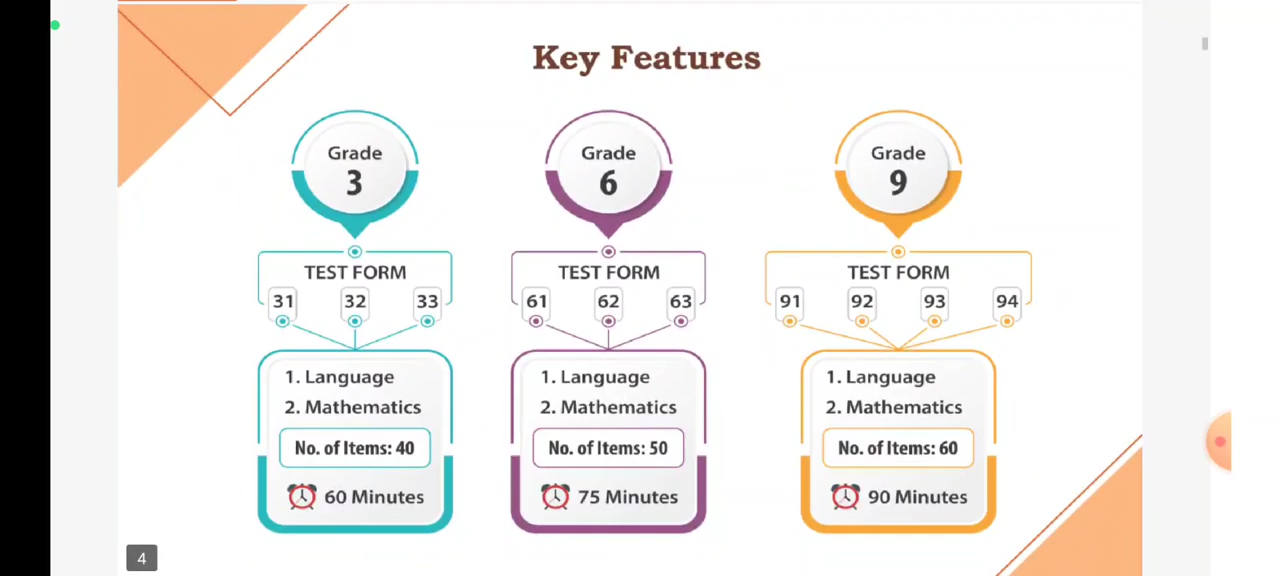 Key Features
Grade
3
TEST FORM
31 32 33
1. Language
2. Mathematics
No. of Items: 40
60 Minutes
Grade
6
TEST FORM
61 62 63
1. Language
2. Mathematics
No. of Items: 50
75 Minutes
Grade
9
TEST FORM
91 92 93 94
1. Language
2. Mathematics
No. of Items: 60
90 Minutes
4